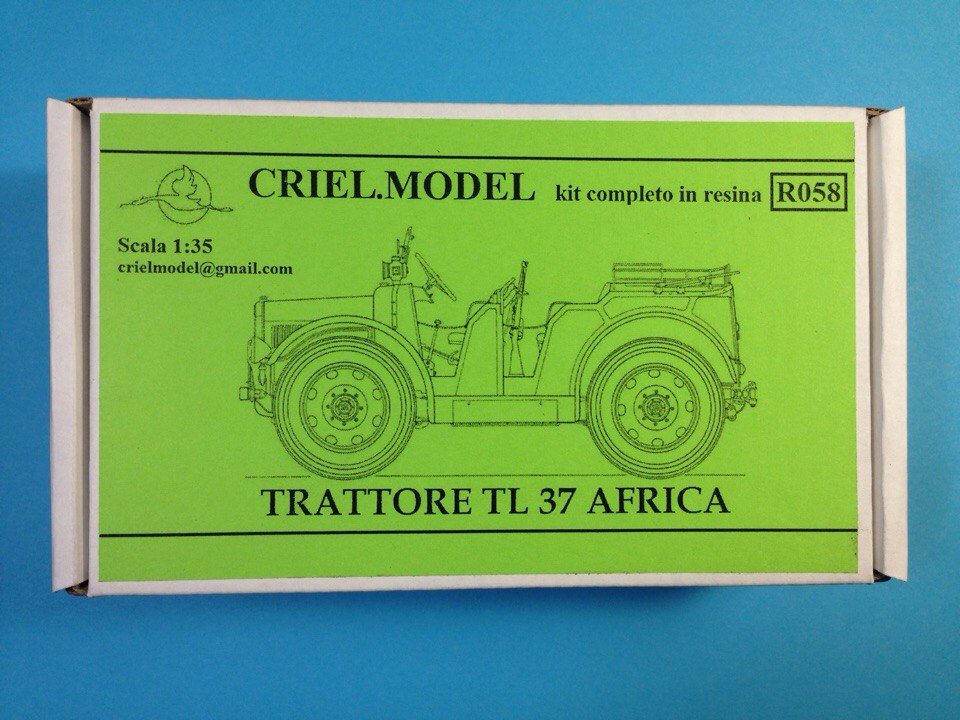 CRIEL.MODEL kit completo in resina R058
Scala 1:35
crielmodel@gmail.com
TRATTORE TL 37 AFRICA